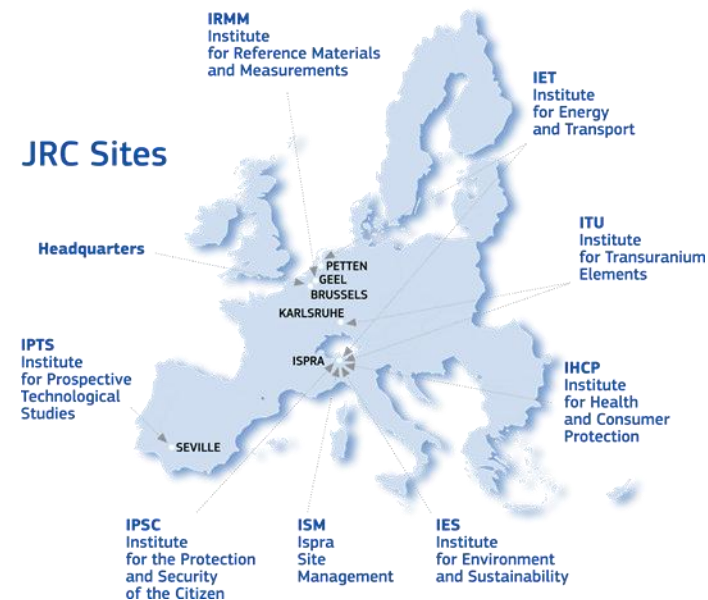 IRMM
Institute
for Reference Materials
and Measurements
IET
Institute
for Energy
and Transport
JRC Sites
ITU
Institute
for Transuranium
Elements
Headquarters
PETTEN
GEEL
BRUSSELS
KARLSRUHE
IPTS
Institute
for Prospective
Technological
Studies
ISPRA
IHCP
Institute
for Health
and Consumer
Protection
SEVILLE
IPSC
Institute
for the Protection
and Security
of the Citizen
ISM
Ispra
Site
Management
IES
Institute
for Environment
and Sustainability